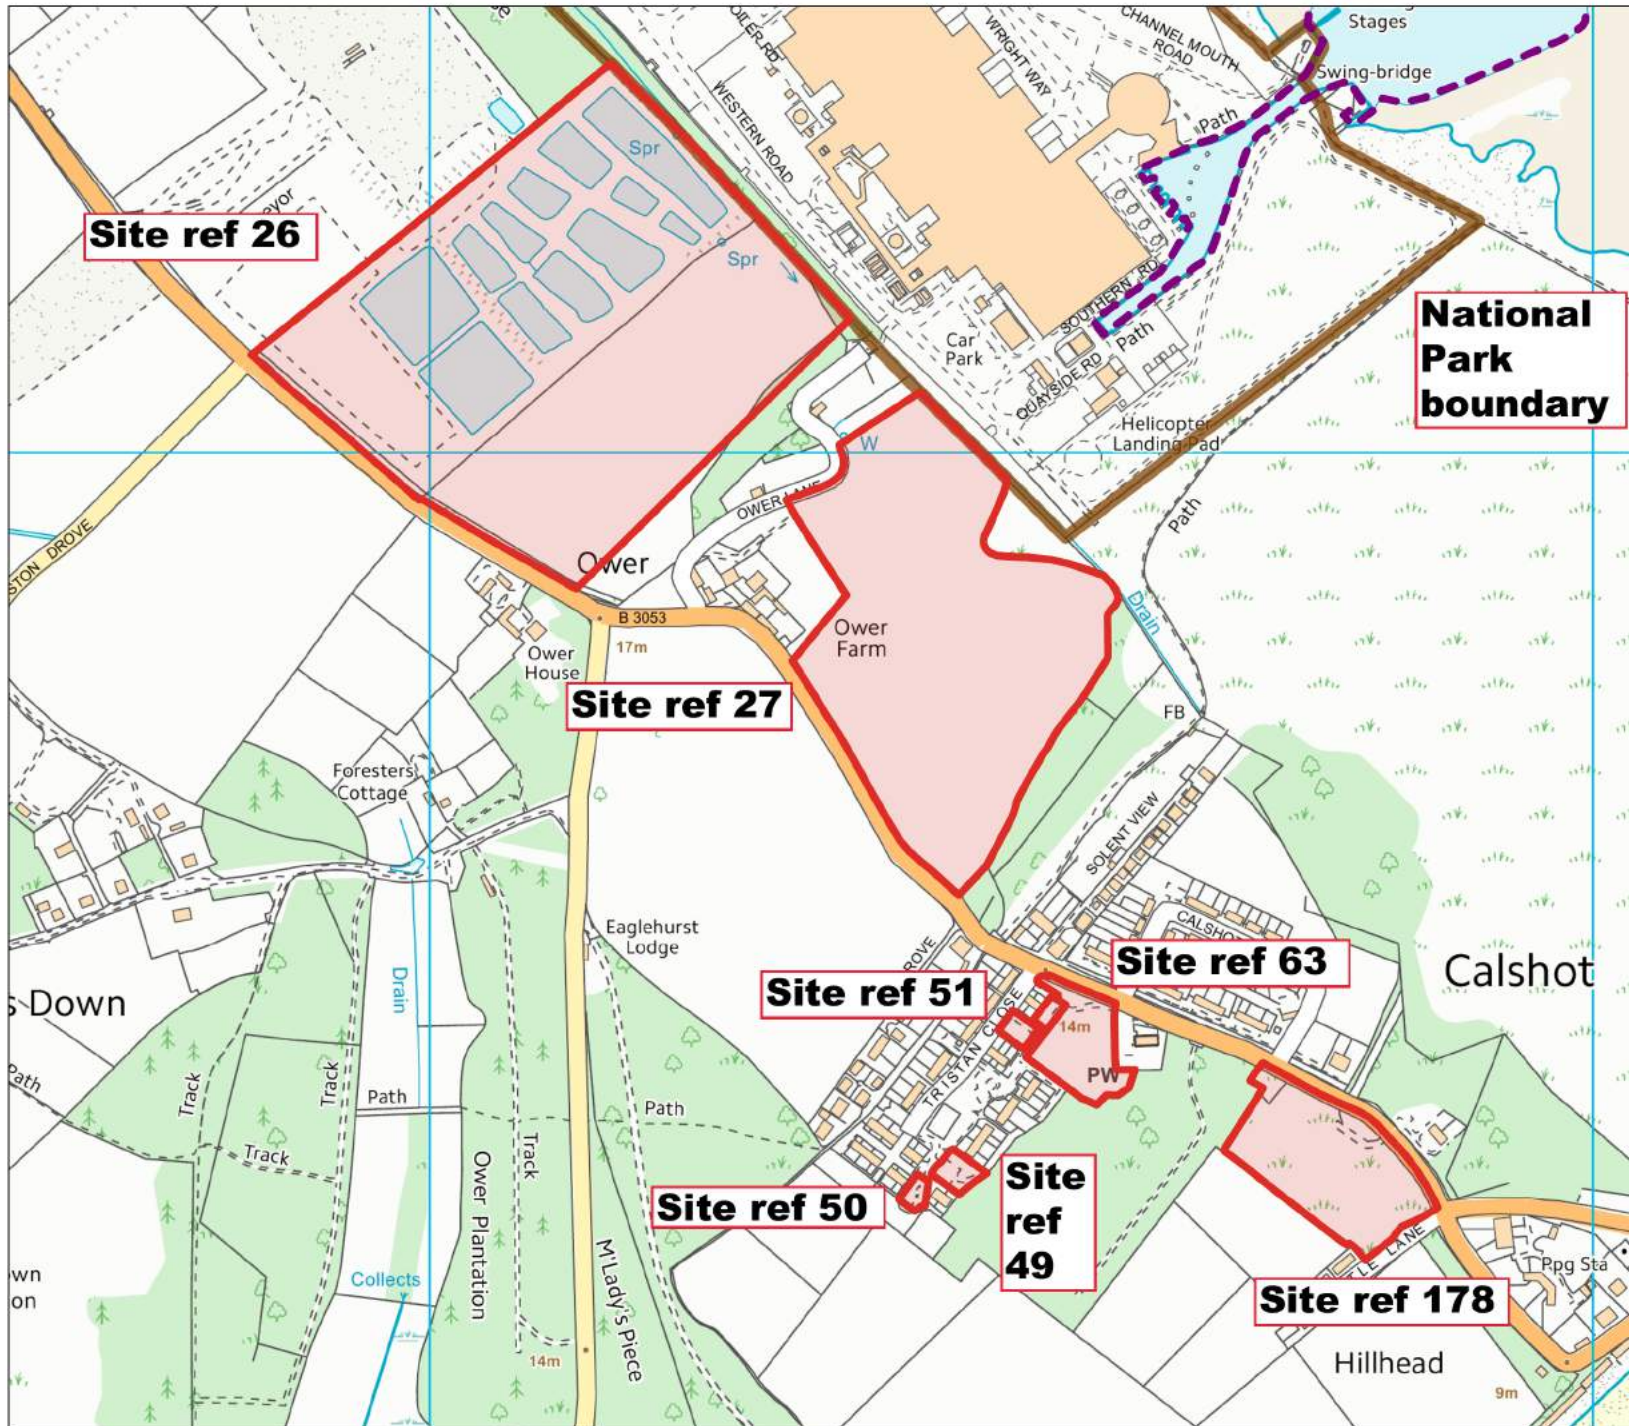 Stages
CHANNEL MOUTH
ROAD
WRIGHT WAY
Swing-bridge
WESTERN ROAD
Path
Spr
Site ref 26
Spr
National
Park
boundary
SOUTHERN RD
Path
Car
Park
QUAYSIDE RD
Helicopter
Landing Pad
W
OWER LANE
Path
Ower
B 3053
17m
Ower
Farm
Drain
Ower
House
Site ref 27
FB
Foresters
Cottage
SOLENT VIEW
Eaglehurst
Lodge
Site ref 63
Calshot
Site ref 51
14m
TRISTAN CLOSE
s Down
Drain
PW
Path
Track
Track
Path
Path
Track
Track
Site ref 50
Site
ref
49
Ower Plantation
M'Lady's Piece
Collects
Ppg Sta
Site ref 178
Hillhead
14m
9m